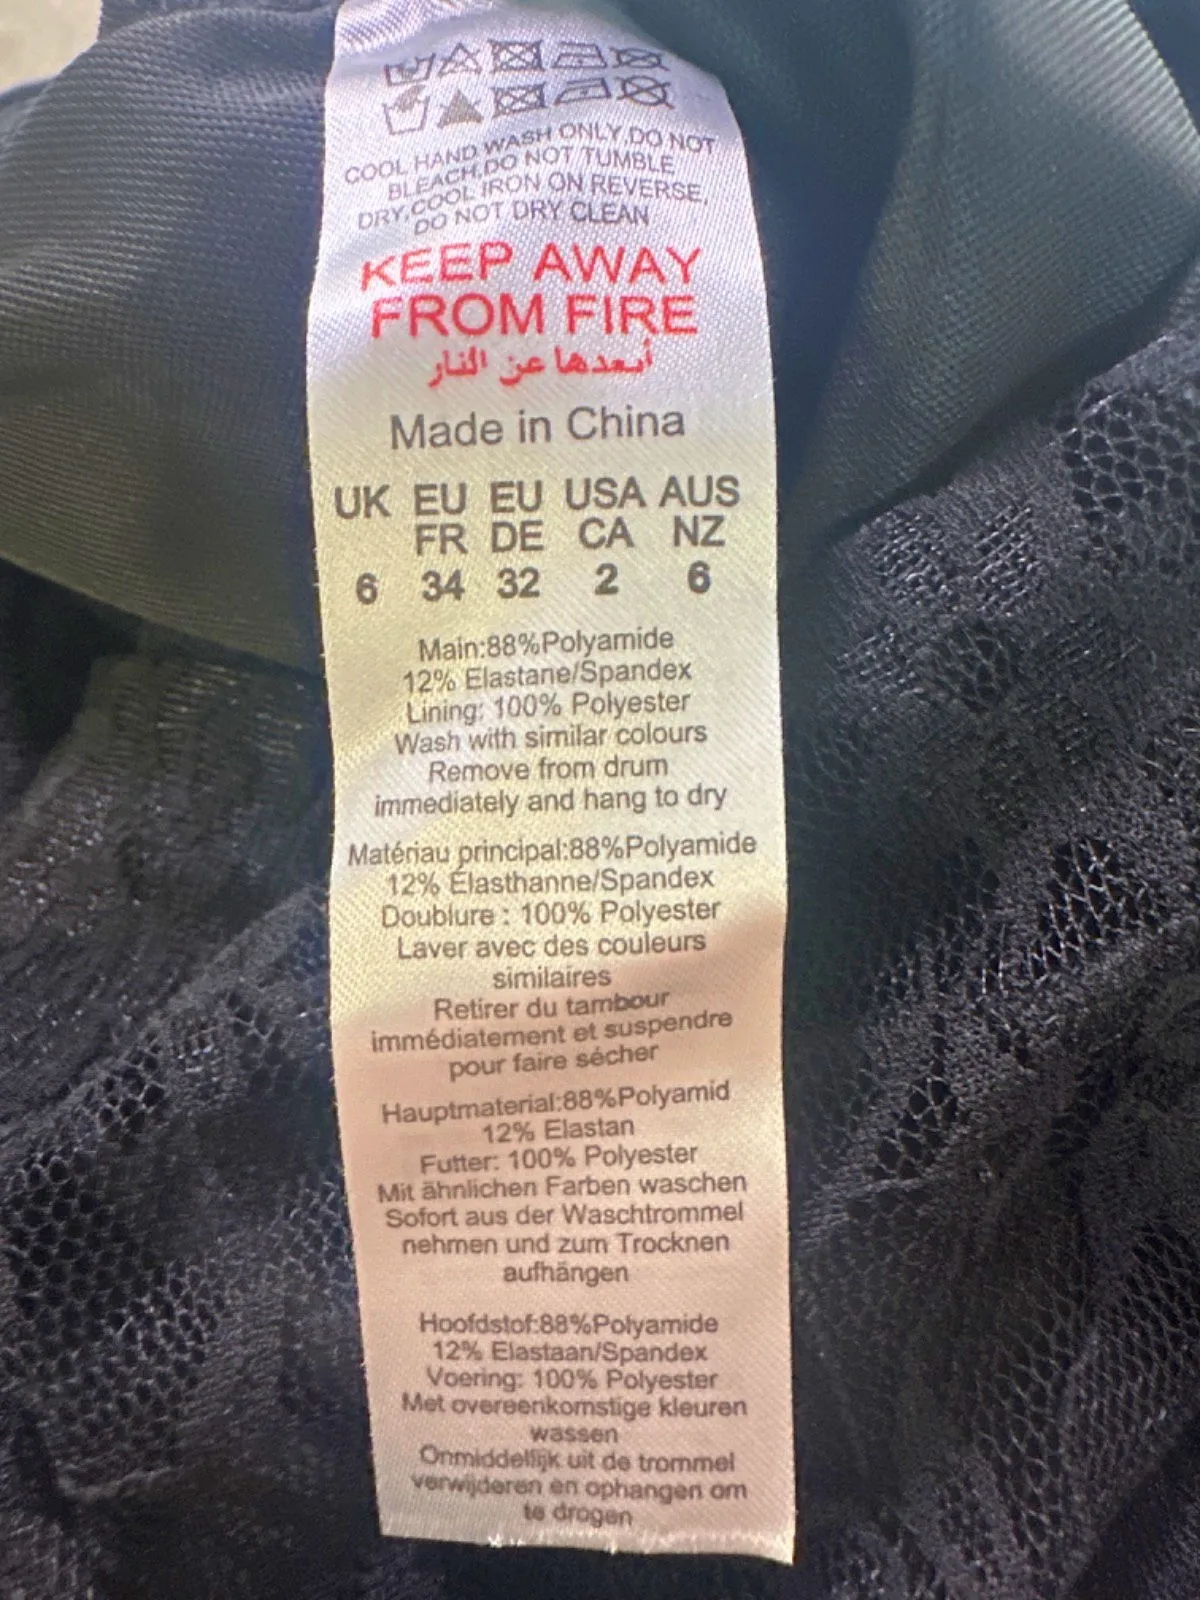 COOL HAND WASH ONLY,DO NOT
BLEACH,DO NOT TUMBLE
DRY,COOL IRON ON REVERSE,
DO NOT DRY CLEAN
KEEP AWAY
FROM FIRE
أبعدها عن النار
Made in China
UK EU EU USA AUS
FR DE CA NZ
6 34 32 2 6
Main:88%Polyamide
12% Elastane/Spandex
Lining: 100% Polyester
Wash with similar colours
Remove from drum
immediately and hang to dry
Matériau principal:88%Polyamide
12% Élasthanne/Spandex
Doublure : 100% Polyester
Laver avec des couleurs
similaires
Retirer du tambour
immédiatement et suspendre
pour faire sécher
Hauptmaterial:88%Polyamid
12% Elastan
Futter: 100% Polyester
Mit ähnlichen Farben waschen
Sofort aus der Waschtrommel
nehmen und zum Trocknen
aufhängen
Hoofdstof:88%Polyamide
12% Elastaan/Spandex
Voering: 100% Polyester
Met overeenkomstige kleuren
wassen
Onmiddellijk uit de trommel
verwijderen en ophangen om
te drogen